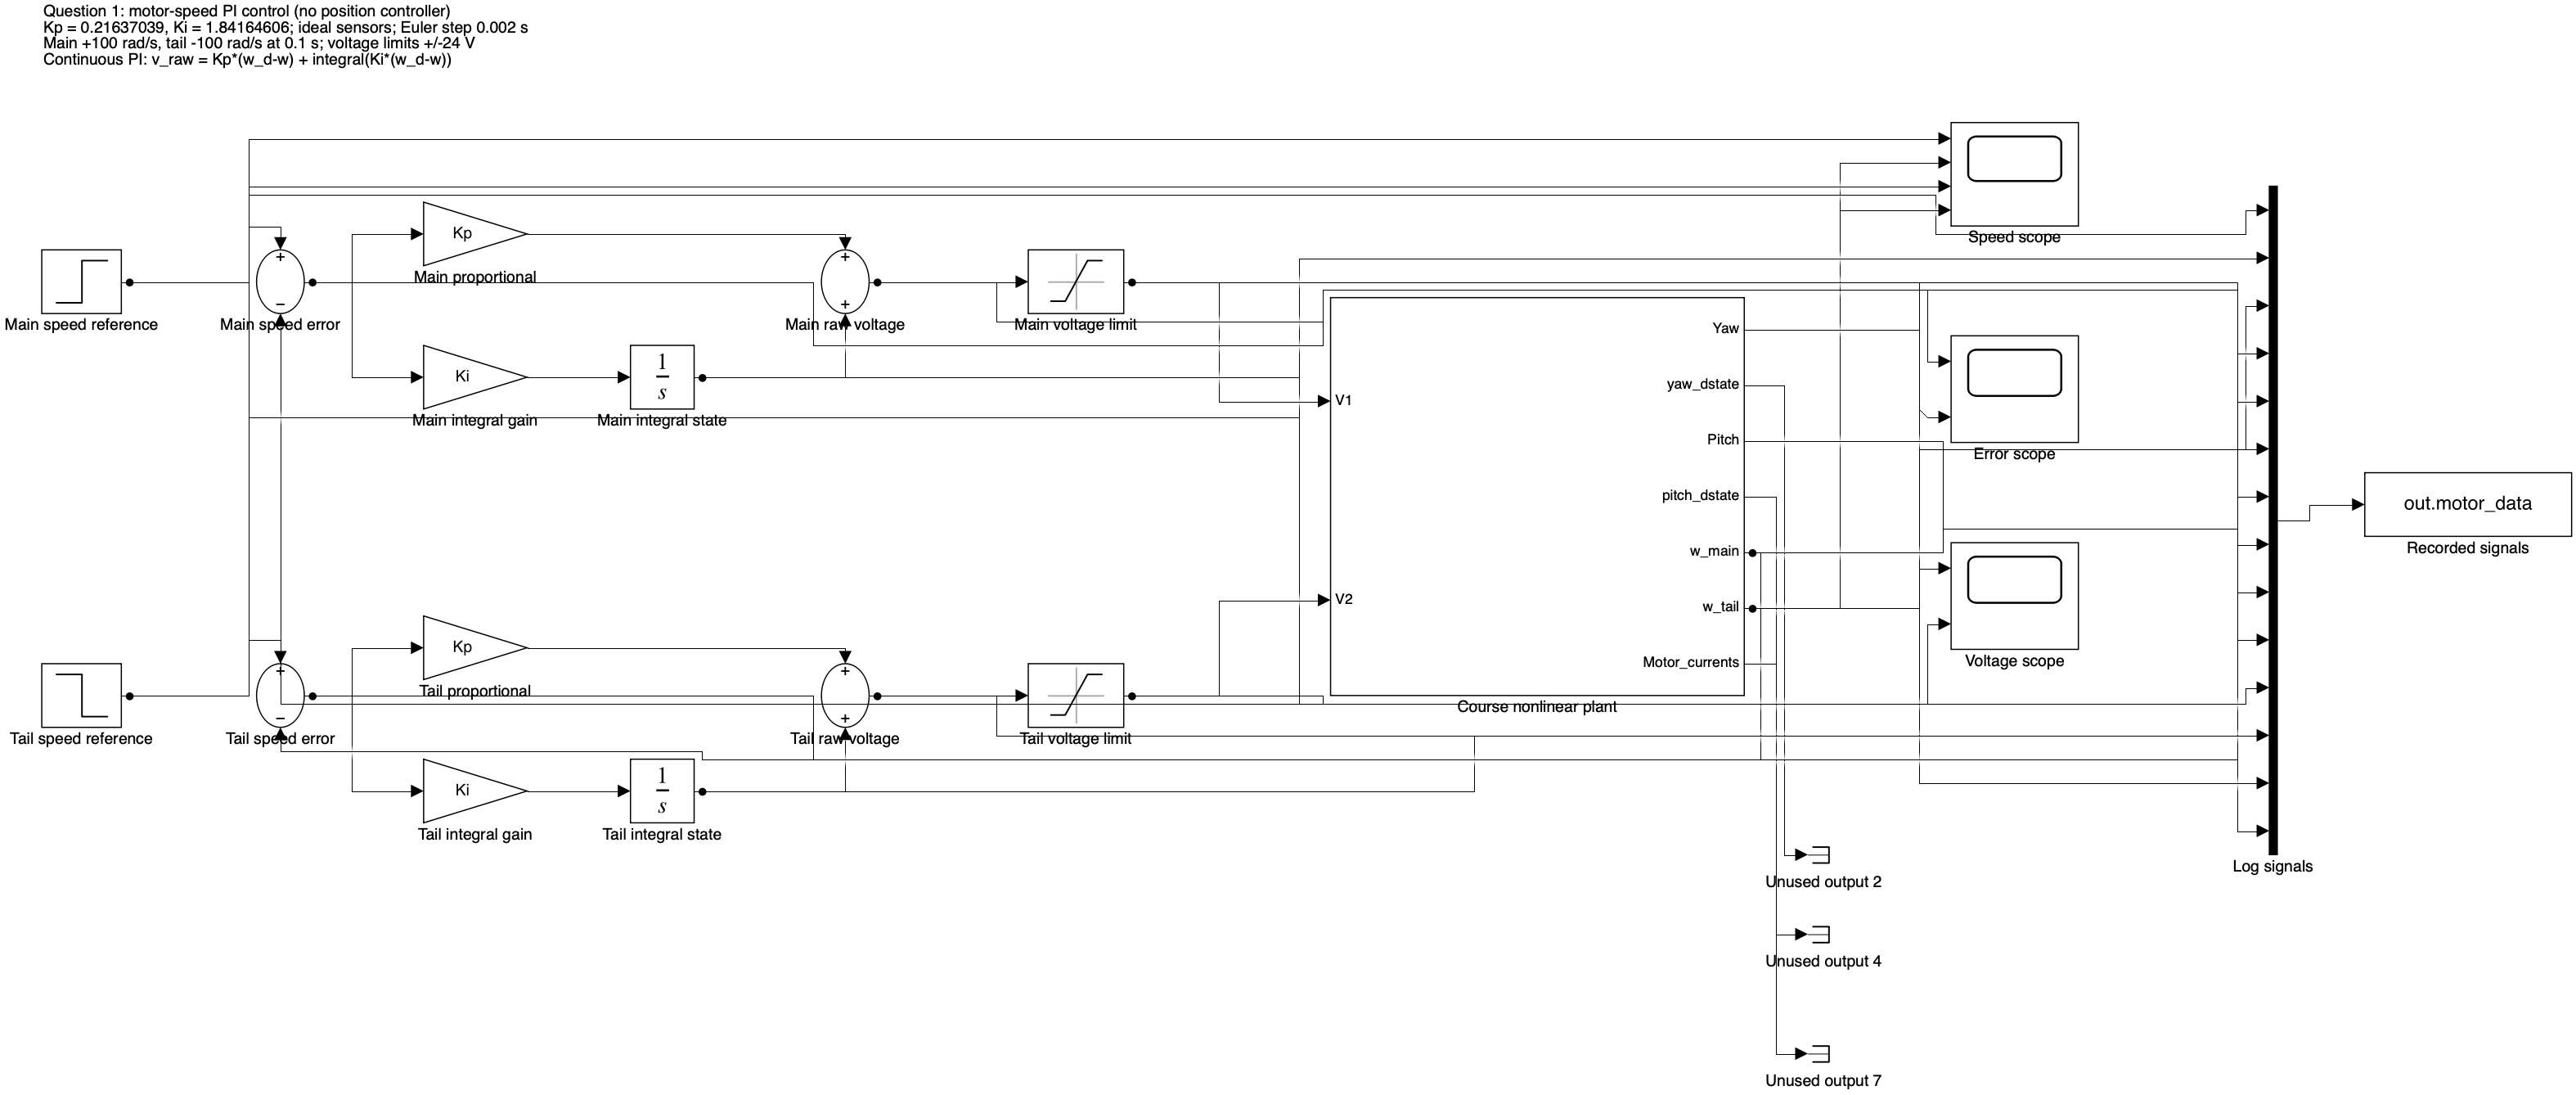 Question 1: motor-speed PI control (no position controller)
Kp = 0.21637039, Ki = 1.84164606; ideal sensors; Euler step 0.002 s
Main +100 rad/s, tail -100 rad/s at 0.1 s; voltage limits +/-24 V
Continuous PI: v_raw = Kp*(w_d-w) + integral(Ki*(w_d-w))
Speed scope
Kp
Main proportional
+
−
+
+
Main speed reference
Main speed error
Main raw voltage
Main voltage limit
Ki
1
s
Main integral gain
Main integral state
Yaw
yaw_dstate
V1
Pitch
pitch_dstate
w_main
V2
w_tail
Motor_currents
Course nonlinear plant
Error scope
Voltage scope
out.motor_data
Recorded signals
Kp
Tail proportional
+
−
+
+
Tail speed reference
Tail speed error
Tail raw voltage
Tail voltage limit
Ki
1
s
Tail integral gain
Tail integral state
Log signals
Unused output 2
Unused output 4
Unused output 7